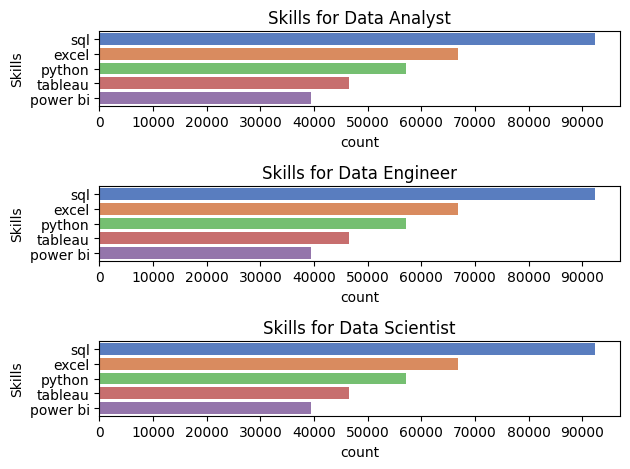 Skills for Data Analyst
Skills
sql
excel
python
tableau
power bi
0 10000 20000 30000 40000 50000 60000 70000 80000 90000
count
Skills for Data Engineer
Skills
sql
excel
python
tableau
power bi
0 10000 20000 30000 40000 50000 60000 70000 80000 90000
count
Skills for Data Scientist
Skills
sql
excel
python
tableau
power bi
0 10000 20000 30000 40000 50000 60000 70000 80000 90000
count